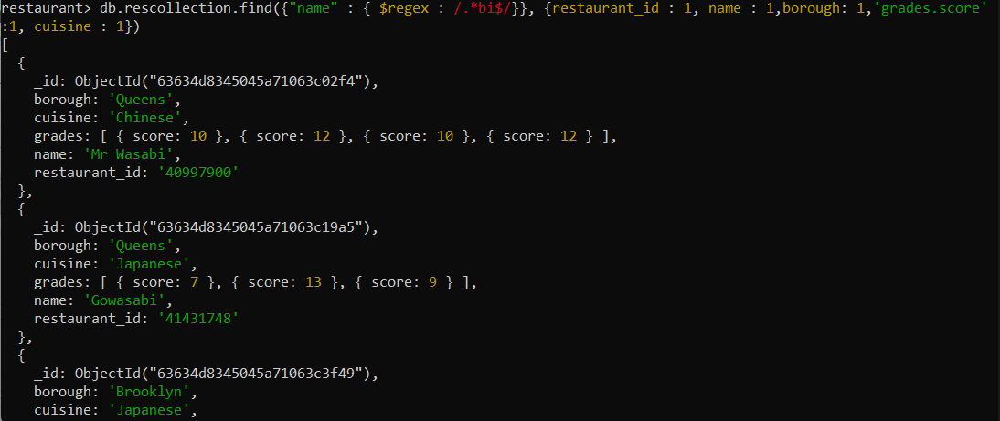 restaurant> db.rescollection.find({"name" : { $regex : /.*bi$/}}, {restaurant_id : 1, name : 1,borough: 1,'grades.score'
:1, cuisine : 1})
[
  {
    _id: ObjectId("63634d8345045a71063c02f4"),
    borough: 'Queens',
    cuisine: 'Chinese',
    grades: [ { score: 10 }, { score: 12 }, { score: 10 }, { score: 12 } ],
    name: 'Mr Wasabi',
    restaurant_id: '40997900'
  },
  {
    _id: ObjectId("63634d8345045a71063c19a5"),
    borough: 'Queens',
    cuisine: 'Japanese',
    grades: [ { score: 7 }, { score: 13 }, { score: 9 } ],
    name: 'Gowasabi',
    restaurant_id: '41431748'
  },
  {
    _id: ObjectId("63634d8345045a71063c3f49"),
    borough: 'Brooklyn',
    cuisine: 'Japanese',